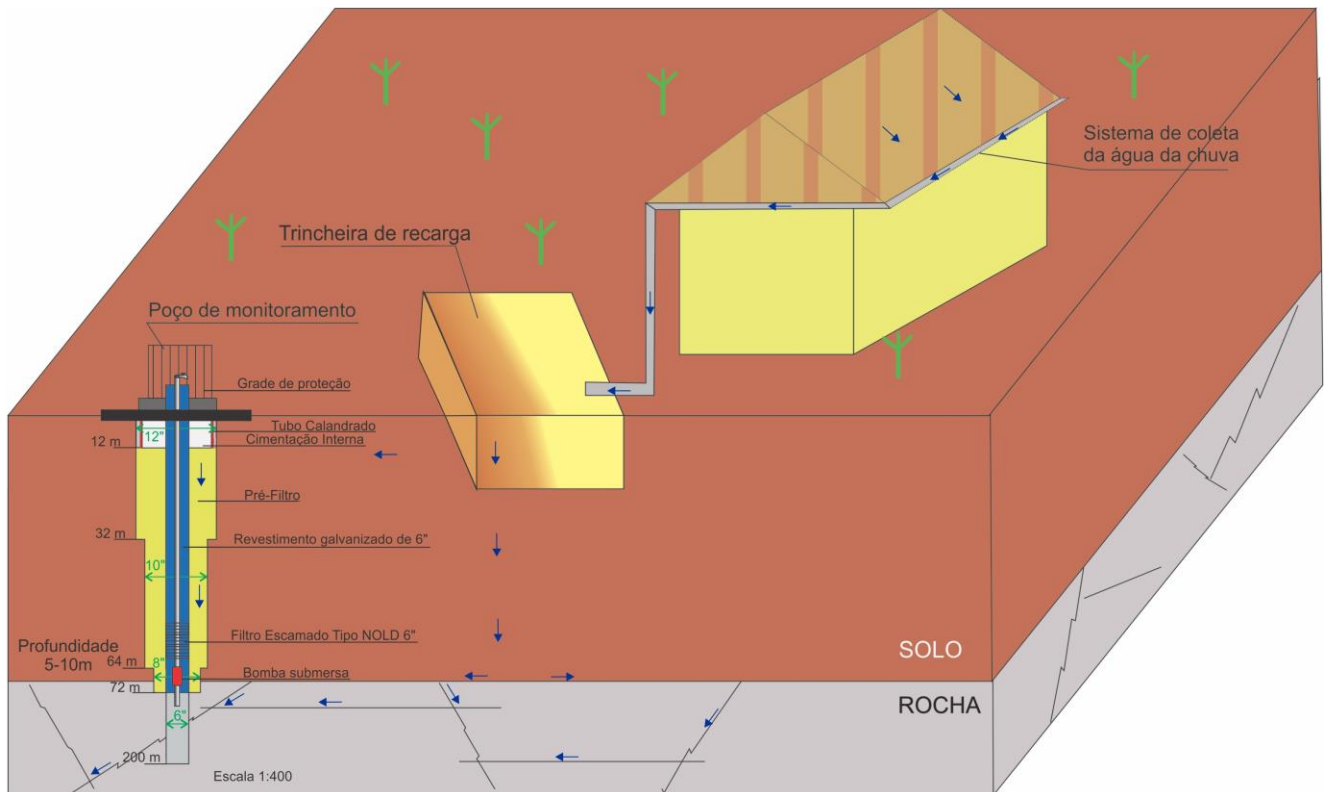 Sistema de coleta
da água da chuva
Trincheira de recarga
Poço de monitoramento
Grade de proteção
Tubo Calandrado
12"
Cimentação Interna
12 m
Pré-Filtro
32 m
Revestimento galvanizado de 6"
10"
Filtro Escamado Tipo NOLD 6"
Profundidade
5-10m
64 m
8"
Bomba submersa
72 m
SOLO
ROCHA
6"
200 m
Escala 1:400